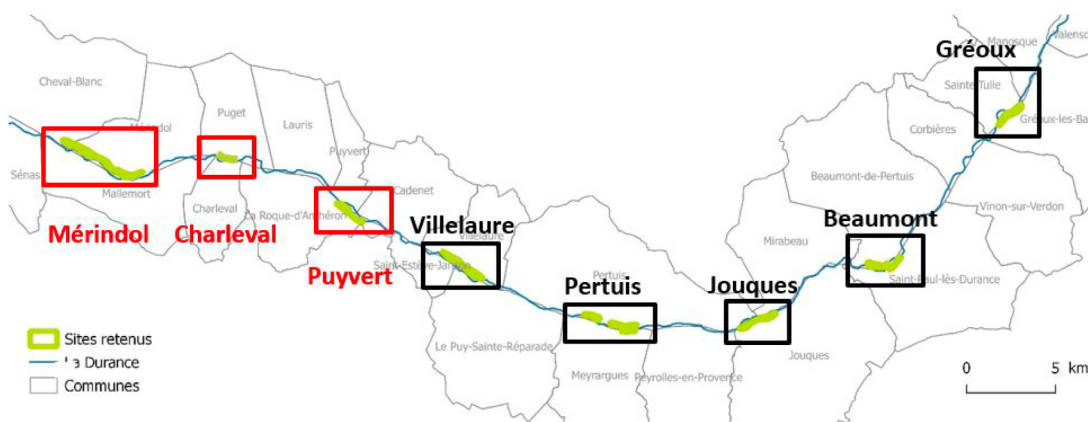 Manosque
Valenso
Gréoux
Sainte Tulle
Gréoux-les-Ba
Cheval-Blanc
Puget
Mérindol
Lauris
Corbières
Puyvert
Sénas
Mallemort
Cadenet
Beaumont-de-Pertuis
Charleval
La Roque-d'Anthéron
Vinon-sur-Verdon
Mérindol
Charleval
Villelaure
Beaumont
Villelaure
Mirabeau
Puyvert
Saint-Estève-Janson
Pertuis
Saint-Paul-lès-Durance
Pertuis
Jouques
Sites retenus
La Durance
Communes
Le Puy-Sainte-Réparade
Jouques
Meyrargues
Peyrolles-en-Provence
0 5 km